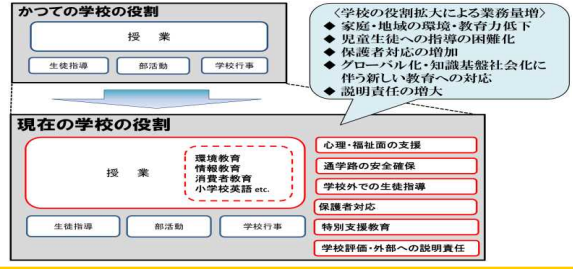 かつての学校の役割
授 業
生徒指導
部活動
学校行事
〈学校の役割拡大による業務量増〉
◆ 家庭・地域の環境・教育力低下
◆ 児童生徒への指導の困難化
◆ 保護者対応の増加
◆ グローバル化・知識基盤社会化に
伴う新しい教育への対応
◆ 説明責任の増大
現在の学校の役割
授 業
環境教育
情報教育
消費者教育
小学校英語 etc.
生徒指導
部活動
学校行事
心理・福祉面の支援
通学路の安全確保
学校外での生徒指導
保護者対応
特別支援教育
学校評価・外部への説明責任